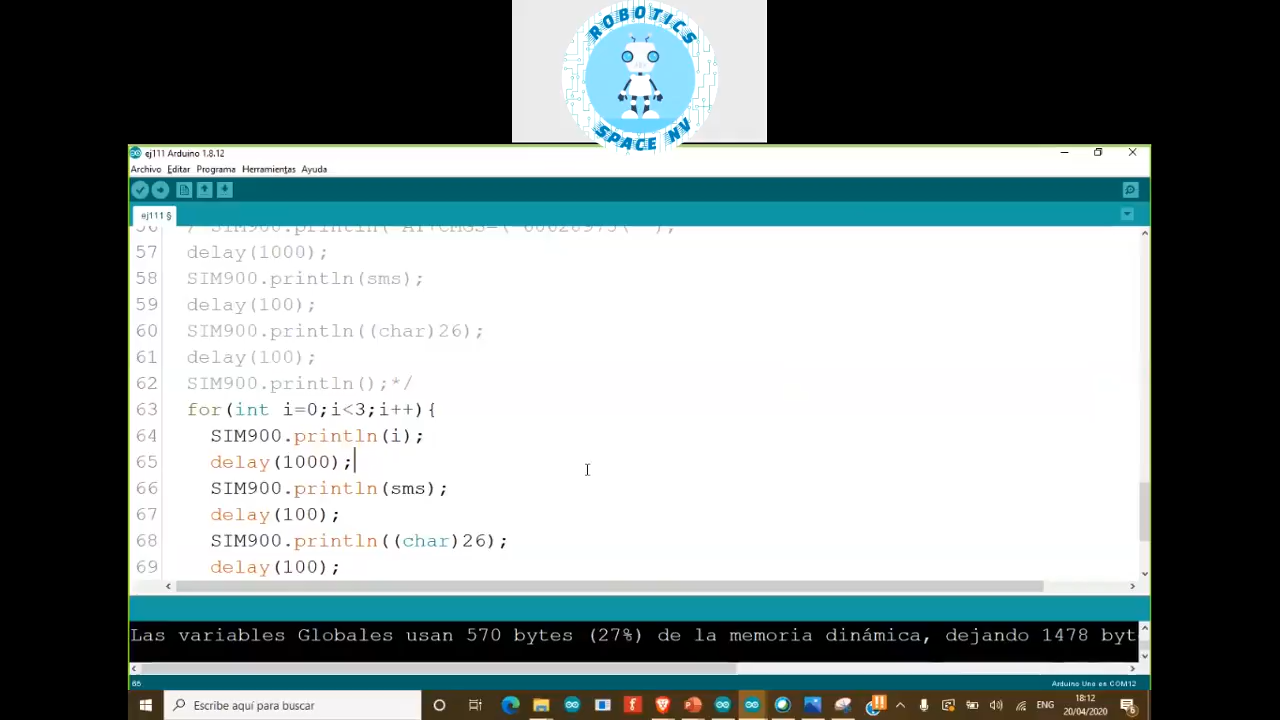 ROBOTICS
SPACE NV
ej111 Arduino 1.8.12
Archivo Editar Programa Herramientas Ayuda
ej111 §
57 delay(1000);
58 SIM900.println(sms);
59 delay(100);
60 SIM900.println((char)26);
61 delay(100);
62 SIM900.println();*/
63 for(int i=0;i<3;i++){
64 SIM900.println(i);
65 delay(1000);
66 SIM900.println(sms);
67 delay(100);
68 SIM900.println((char)26);
69 delay(100);
Las variables Globales usan 570 bytes (27%) de la memoria dinámica, dejando 1478 byt
65 Arduino Uno en COM12
Escribe aquí para buscar
ENG
18:12
20/04/2020